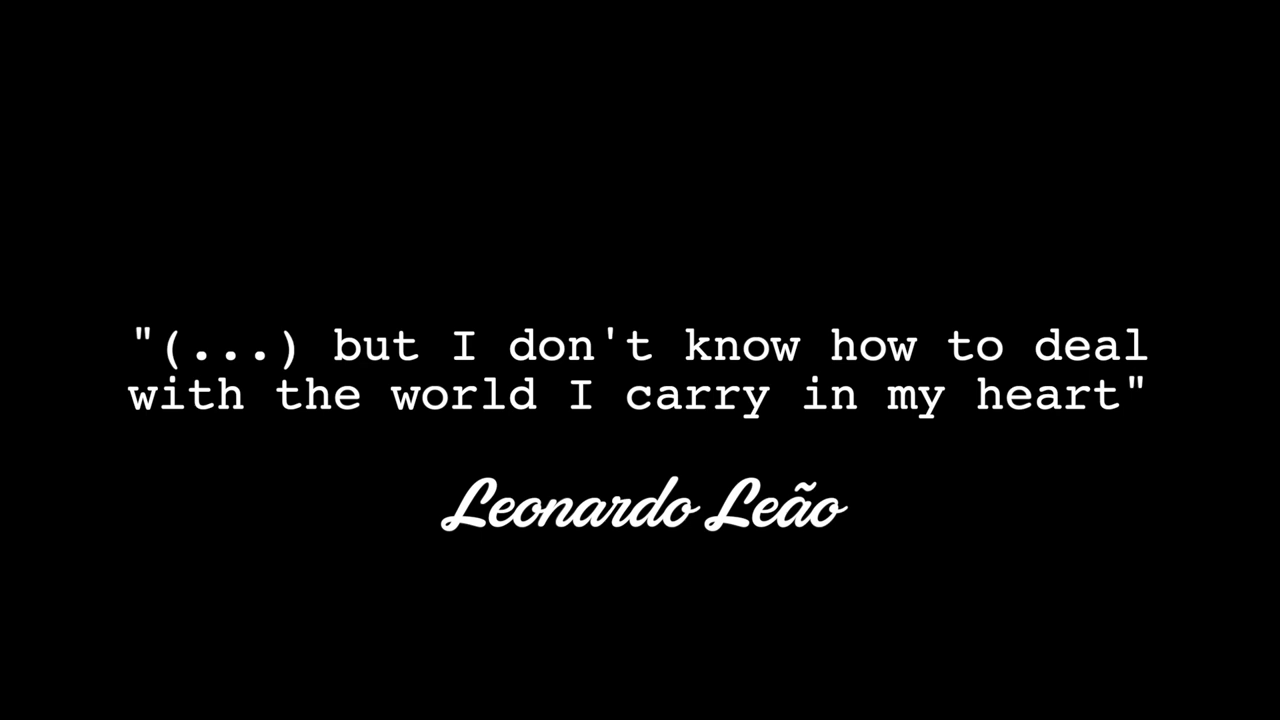 "(...) but I don't know how to deal
with the world I carry in my heart"
Leonardo Leão